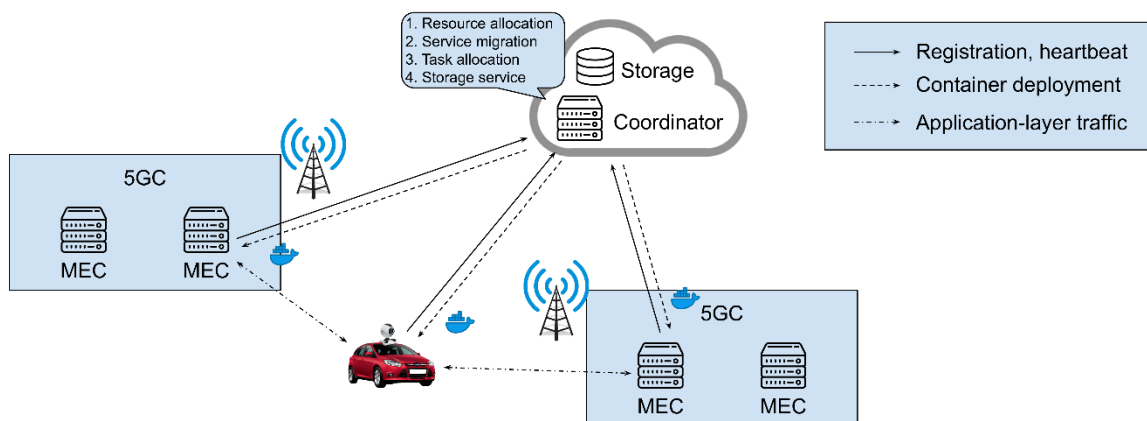 1. Resource allocation
2. Service migration
3. Task allocation
4. Storage service
Storage
Coordinator
Registration, heartbeat
Container deployment
Application-layer traffic
5GC
MEC
MEC
5GC
MEC
MEC